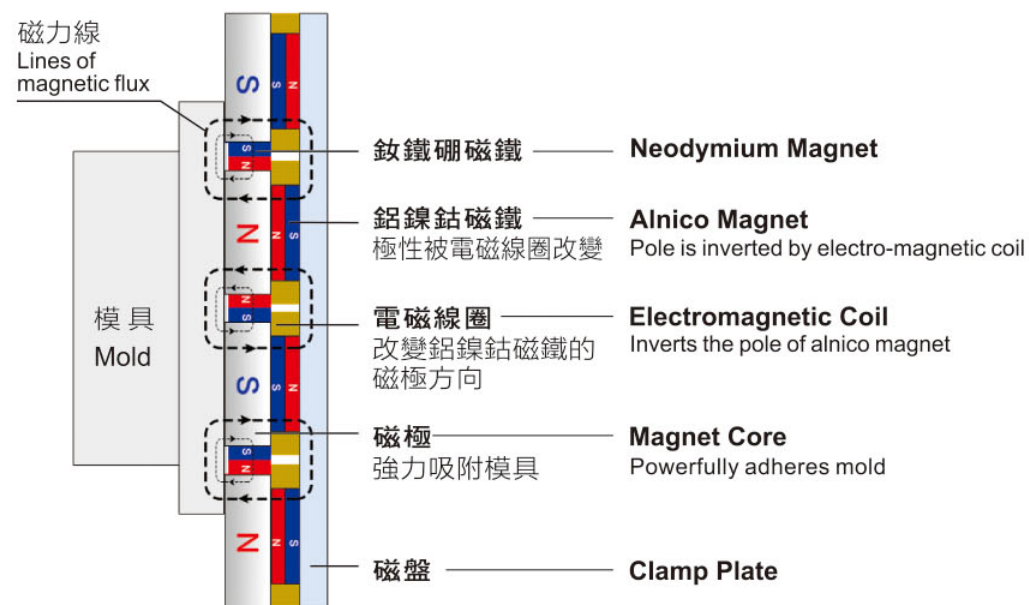 磁力線
Lines of
magnetic flux
S
S
N
S
N
釹鐵硼磁鐵
Neodymium Magnet
N
N
S
鋁鎳鈷磁鐵
極性被電磁線圈改變
Alnico Magnet
Pole is inverted by electro-magnetic coil
N
S
模具
Mold
電磁線圈
改變鋁鎳鈷磁鐵的
磁極方向
Electromagnetic Coil
Inverts the pole of alnico magnet
S
S
N
S
N
磁極
強力吸附模具
Magnet Core
Powerfully adheres mold
N
N
S
磁盤
Clamp Plate